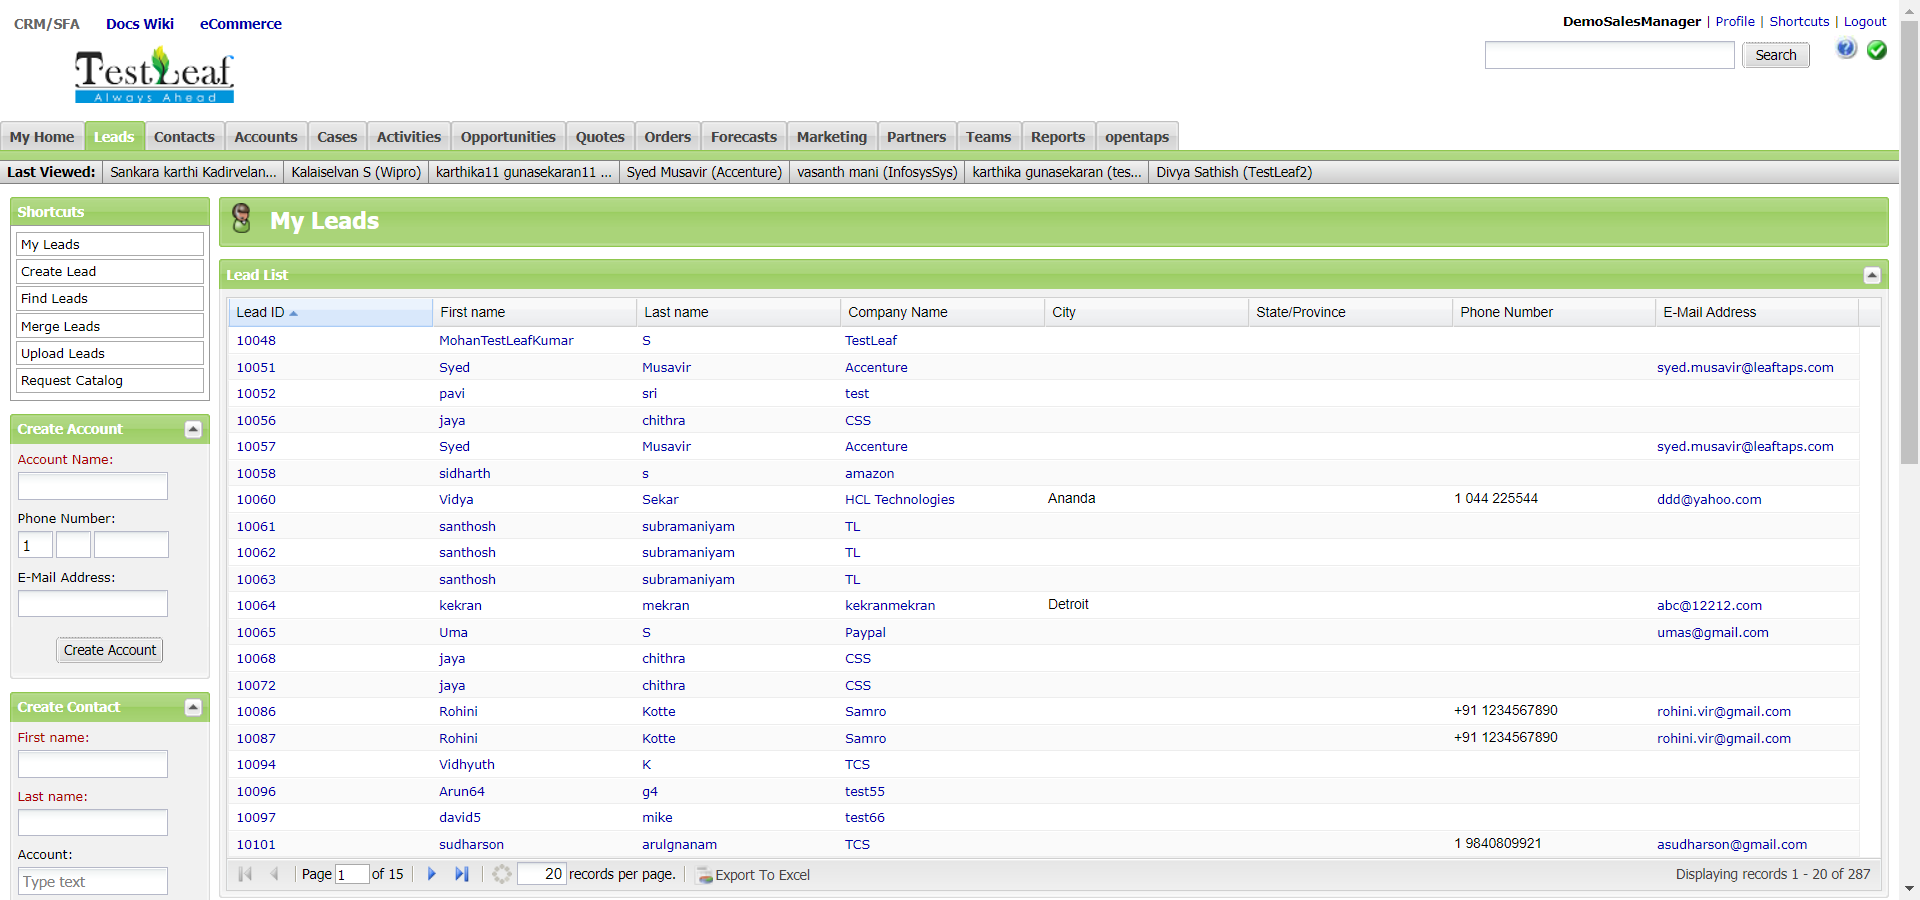 CRM/SFA Docs Wiki eCommerce
DemoSalesManager | Profile | Shortcuts | Logout
Search
TestLeaf
Always Ahead
My Home Leads Contacts Accounts Cases Activities Opportunities Quotes Orders Forecasts Marketing Partners Teams Reports opentaps
Last Viewed: Sankara karthi Kadirvelan... Kalaiselvan S (Wipro) karthika11 gunasekaran11 ... Syed Musavir (Accenture) vasanth mani (InfosysSys) karthika gunasekaran (tes... Divya Sathish (TestLeaf2)
Shortcuts
My Leads
Create Lead
Find Leads
Merge Leads
Upload Leads
Request Catalog
Create Account
Account Name:
Phone Number:
1
E-Mail Address:
Create Account
Create Contact
First name:
Last name:
Account:
Type text
My Leads
Lead List
Lead ID First name Last name Company Name City State/Province Phone Number E-Mail Address
10048 MohanTestLeafKumar S TestLeaf
10051 Syed Musavir Accenture syed.musavir@leaftaps.com
10052 pavi sri test
10056 jaya chithra CSS
10057 Syed Musavir Accenture syed.musavir@leaftaps.com
10058 sidharth s amazon
10060 Vidya Sekar HCL Technologies Ananda 1 044 225544 ddd@yahoo.com
10061 santhosh subramaniyam TL
10062 santhosh subramaniyam TL
10063 santhosh subramaniyam TL
10064 kekran mekran kekranmekran Detroit abc@12212.com
10065 Uma S Paypal umas@gmail.com
10068 jaya chithra CSS
10072 jaya chithra CSS
10086 Rohini Kotte Samro +91 1234567890 rohini.vir@gmail.com
10087 Rohini Kotte Samro +91 1234567890 rohini.vir@gmail.com
10094 Vidhyuth K TCS
10096 Arun64 g4 test55
10097 david5 mike test66
10101 sudharson arulgnanam TCS 1 9840809921 asudharson@gmail.com
Page 1 of 15 20 records per page. Export To Excel Displaying records 1 - 20 of 287